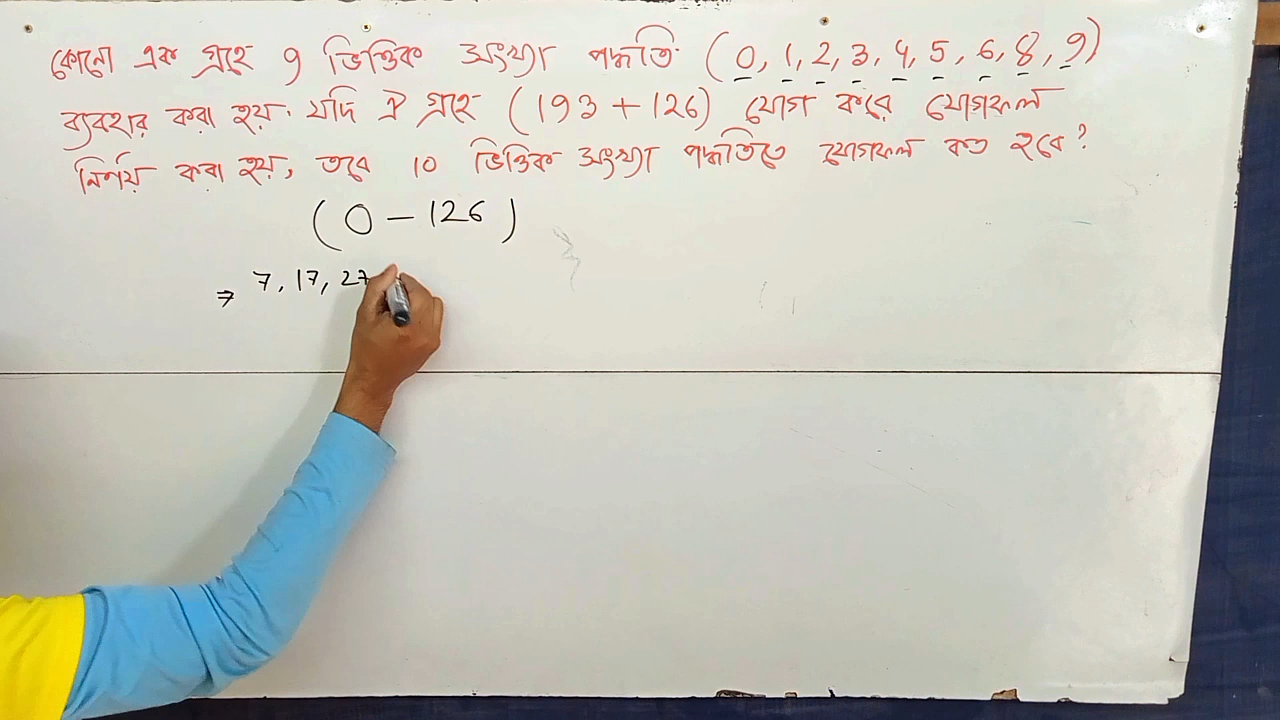 কোনো এক গ্রহে 9 ভিত্তিক সংখ্যা পদ্ধতি (0, 1, 2, 3, 4, 5, 6, 8, 9)
ব্যবহার করা হয়. যদি ঐ গ্রহে (193 + 126) যোগ করে যোগফল
নির্ণয় করা হয়, তবে 10 ভিত্তিক সংখ্যা পদ্ধতিতে যোগফল কত হবে?
(0 - 126)
⇒ 7, 17, 27